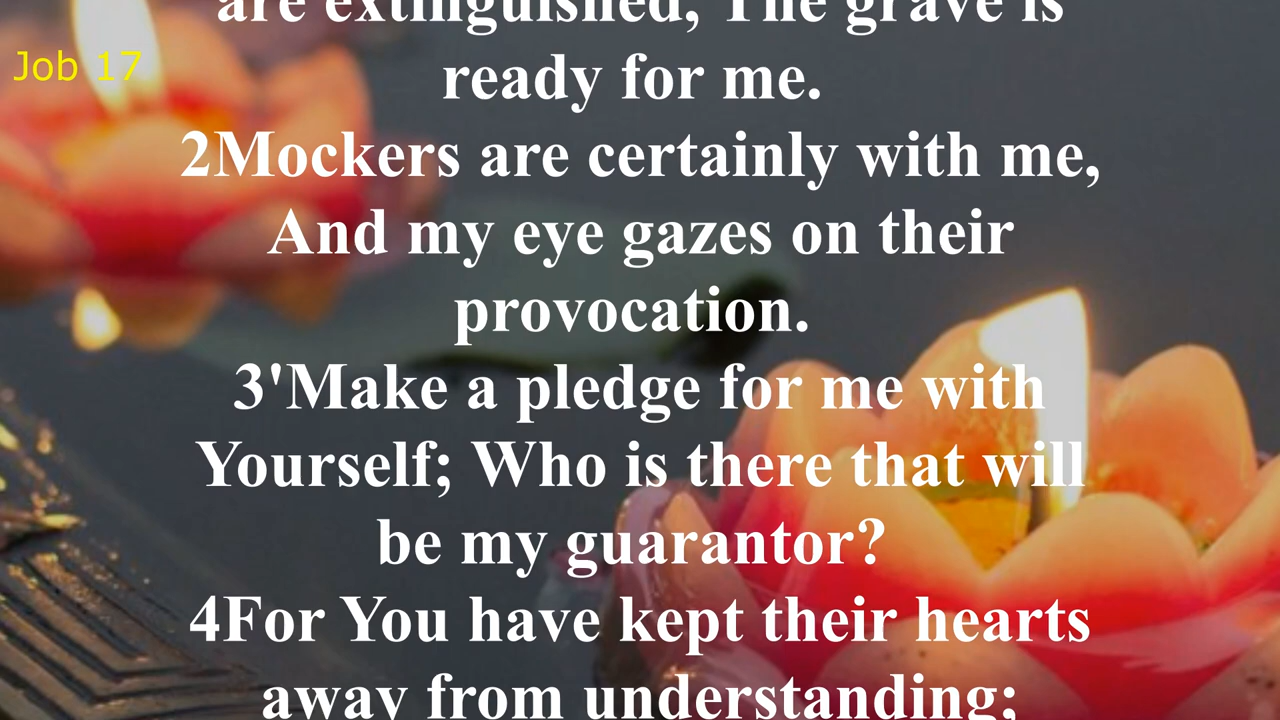 are extinguished, The grave is
Job 17
ready for me.
2Mockers are certainly with me,
And my eye gazes on their
provocation.
3'Make a pledge for me with
Yourself; Who is there that will
be my guarantor?
4For You have kept their hearts
away from understanding;